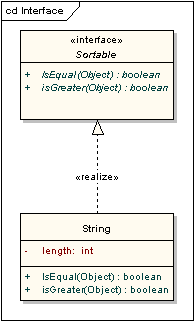 cd Interface
«interface»
Sortable
+ IsEqual(Object) : boolean
+ isGreater(Object) : boolean
«realize»
String
- length: int
+ IsEqual(Object) : boolean
+ isGreater(Object) : boolean